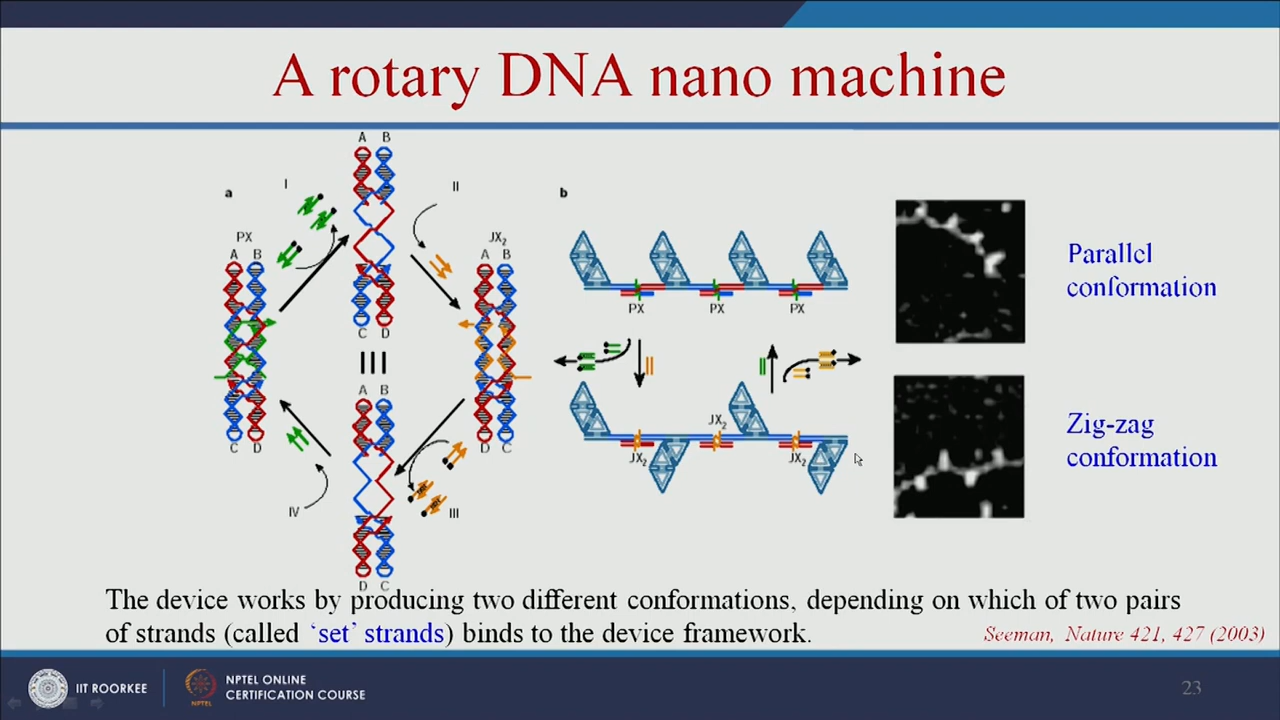 A rotary DNA nano machine
A B
a
I
II
b
PX
A B
JX2
A B
C D
C D
D C
A B
IV
III
D C
PX PX PX
JX2
JX2 JX2
Parallel
conformation
Zig-zag
conformation
The device works by producing two different conformations, depending on which of two pairs
of strands (called ‘set’ strands) binds to the device framework.
Seeman, Nature 421, 427 (2003)
IIT ROORKEE
NPTEL ONLINE
CERTIFICATION COURSE
NPTEL
23